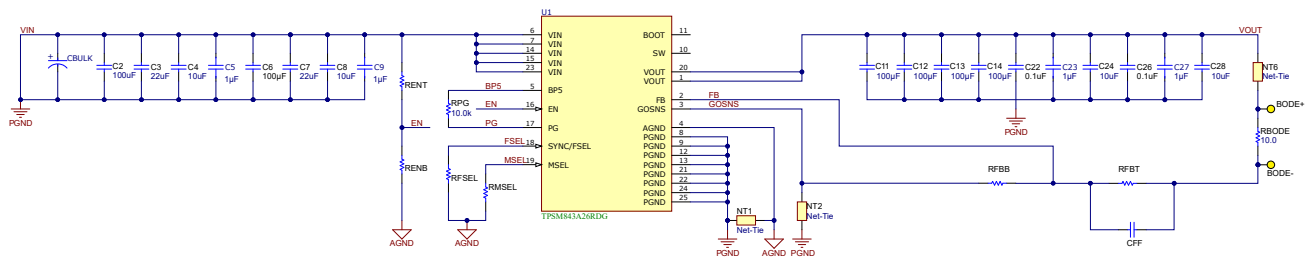 U1
VIN
CBULK
C2
100uF
C3
22uF
C4
10uF
C5
1µF
C6
100µF
C7
22uF
C8
10uF
C9
1µF
PGND
RENT
EN
RENB
AGND
BP5
RPG
10.0k
EN
PG
FSEL
MSEL
RFSEL
RMSEL
AGND
6 VIN
7 VIN
14 VIN
15 VIN
23 VIN
5 BP5
16 EN
17 PG
18 SYNC/FSEL
19 MSEL
BOOT 11
SW 10
VOUT 20
VOUT 1
FB 2
GOSNS 3
AGND 4
PGND 8
PGND 9
PGND 12
PGND 13
PGND 21
PGND 22
PGND 24
PGND 25
TPSM843A26RDG
FB
GOSNS
NT1
Net-Tie
PGND
AGND
NT2
Net-Tie
PGND
C11
100µF
C12
100µF
C13
100µF
C14
100µF
C22
0.1uF
C23
1µF
C24
10uF
C26
0.1uF
C27
1µF
C28
10uF
PGND
VOUT
NT6
Net-Tie
BODE+
RBODE
10.0
BODE-
RFBB
RFBT
CFF